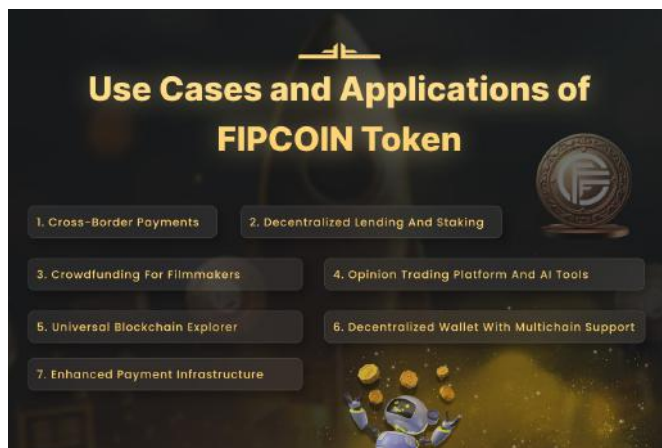 Use Cases and Applications of
FIPCOIN Token
1. Cross-Border Payments
2. Decentralized Lending And Staking
3. Crowdfunding For Filmmakers
4. Opinion Trading Platform And AI Tools
5. Universal Blockchain Explorer
6. Decentralized Wallet With Multichain Support
7. Enhanced Payment Infrastructure